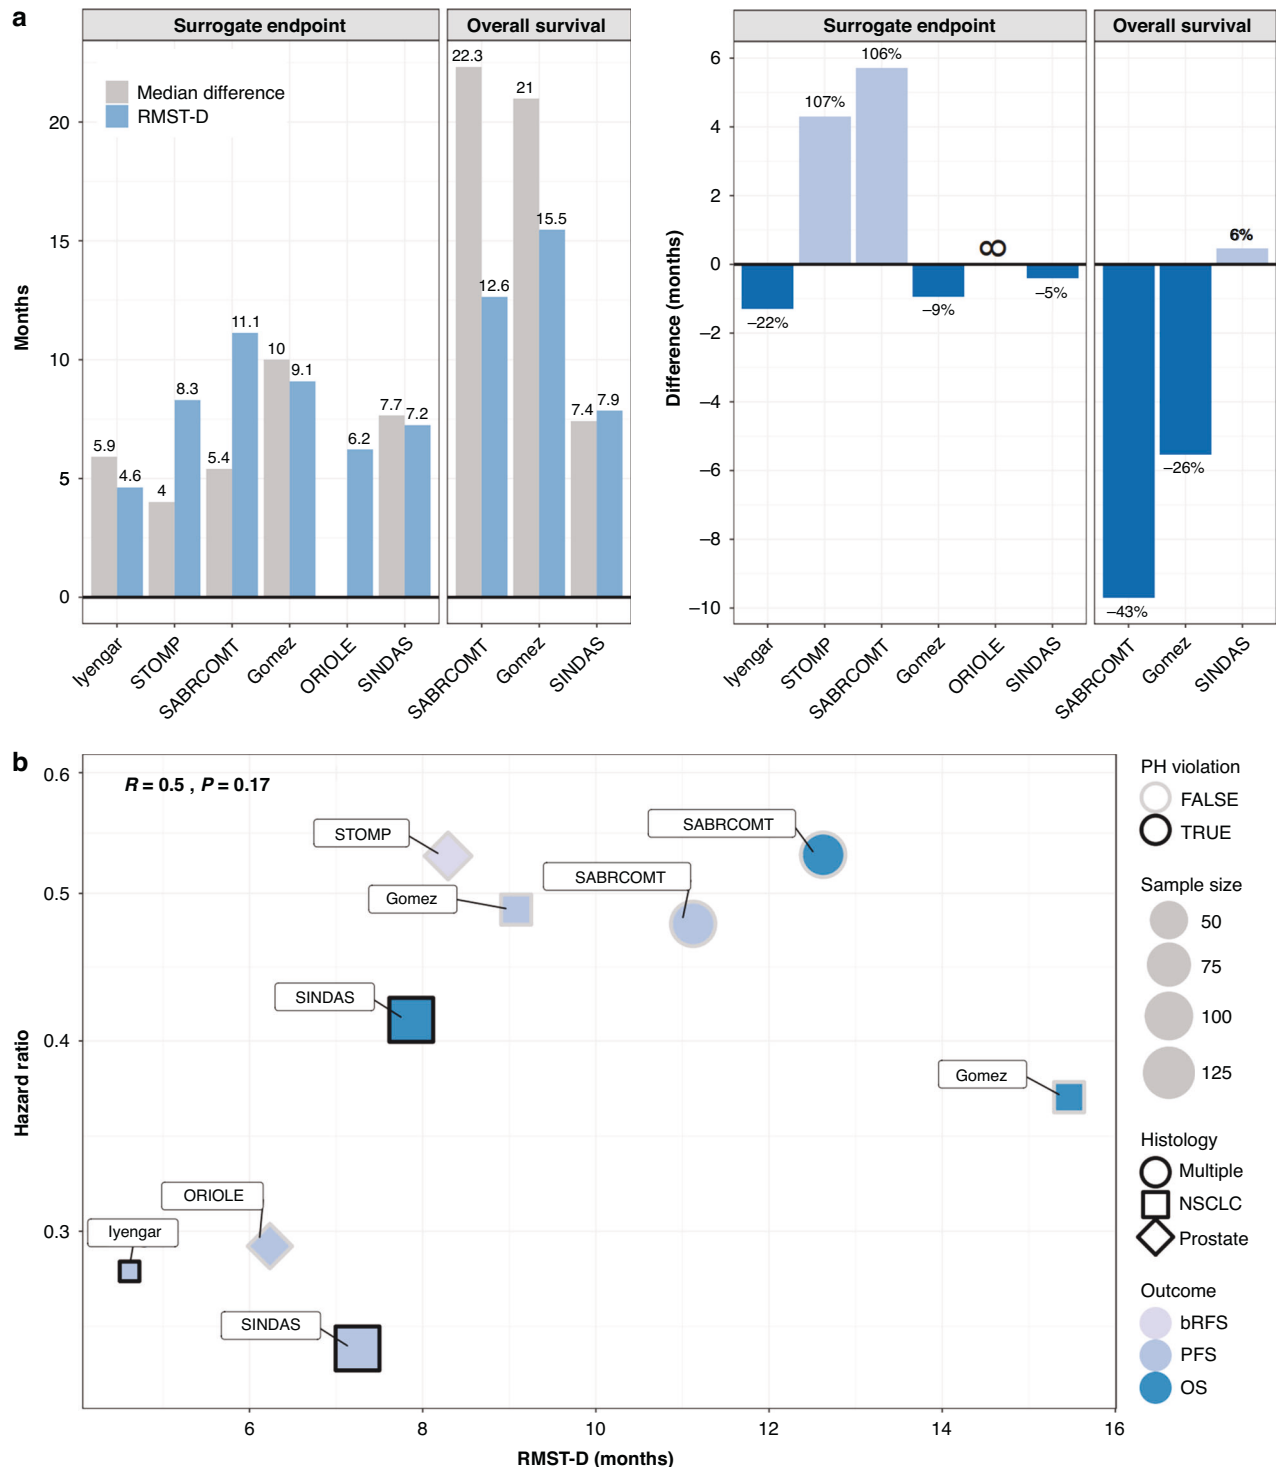 a
Surrogate endpoint
Overall survival
Median difference
RMST-D
Months
20
15
10
5
0
5.9
4.6
4
8.3
5.4
11.1
10
9.1
6.2
7.7
7.2
22.3
12.6
21
15.5
7.4
7.9
Iyengar
STOMP
SABRCOMT
Gomez
ORIOLE
SINDAS
SABRCOMT
Gomez
SINDAS
Surrogate endpoint
Overall survival
Difference (months)
6
4
2
0
−2
−4
−6
−8
−10
−22%
107%
106%
−9%
∞
−5%
−43%
−26%
6%
Iyengar
STOMP
SABRCOMT
Gomez
ORIOLE
SINDAS
SABRCOMT
Gomez
SINDAS
b
R = 0.5 , P = 0.17
Hazard ratio
0.6
0.5
0.4
0.3
STOMP
SABRCOMT
Gomez
SABRCOMT
SINDAS
Gomez
ORIOLE
Iyengar
SINDAS
6
8
10
12
14
16
RMST-D (months)
PH violation
FALSE
TRUE
Sample size
50
75
100
125
Histology
Multiple
NSCLC
Prostate
Outcome
bRFS
PFS
OS